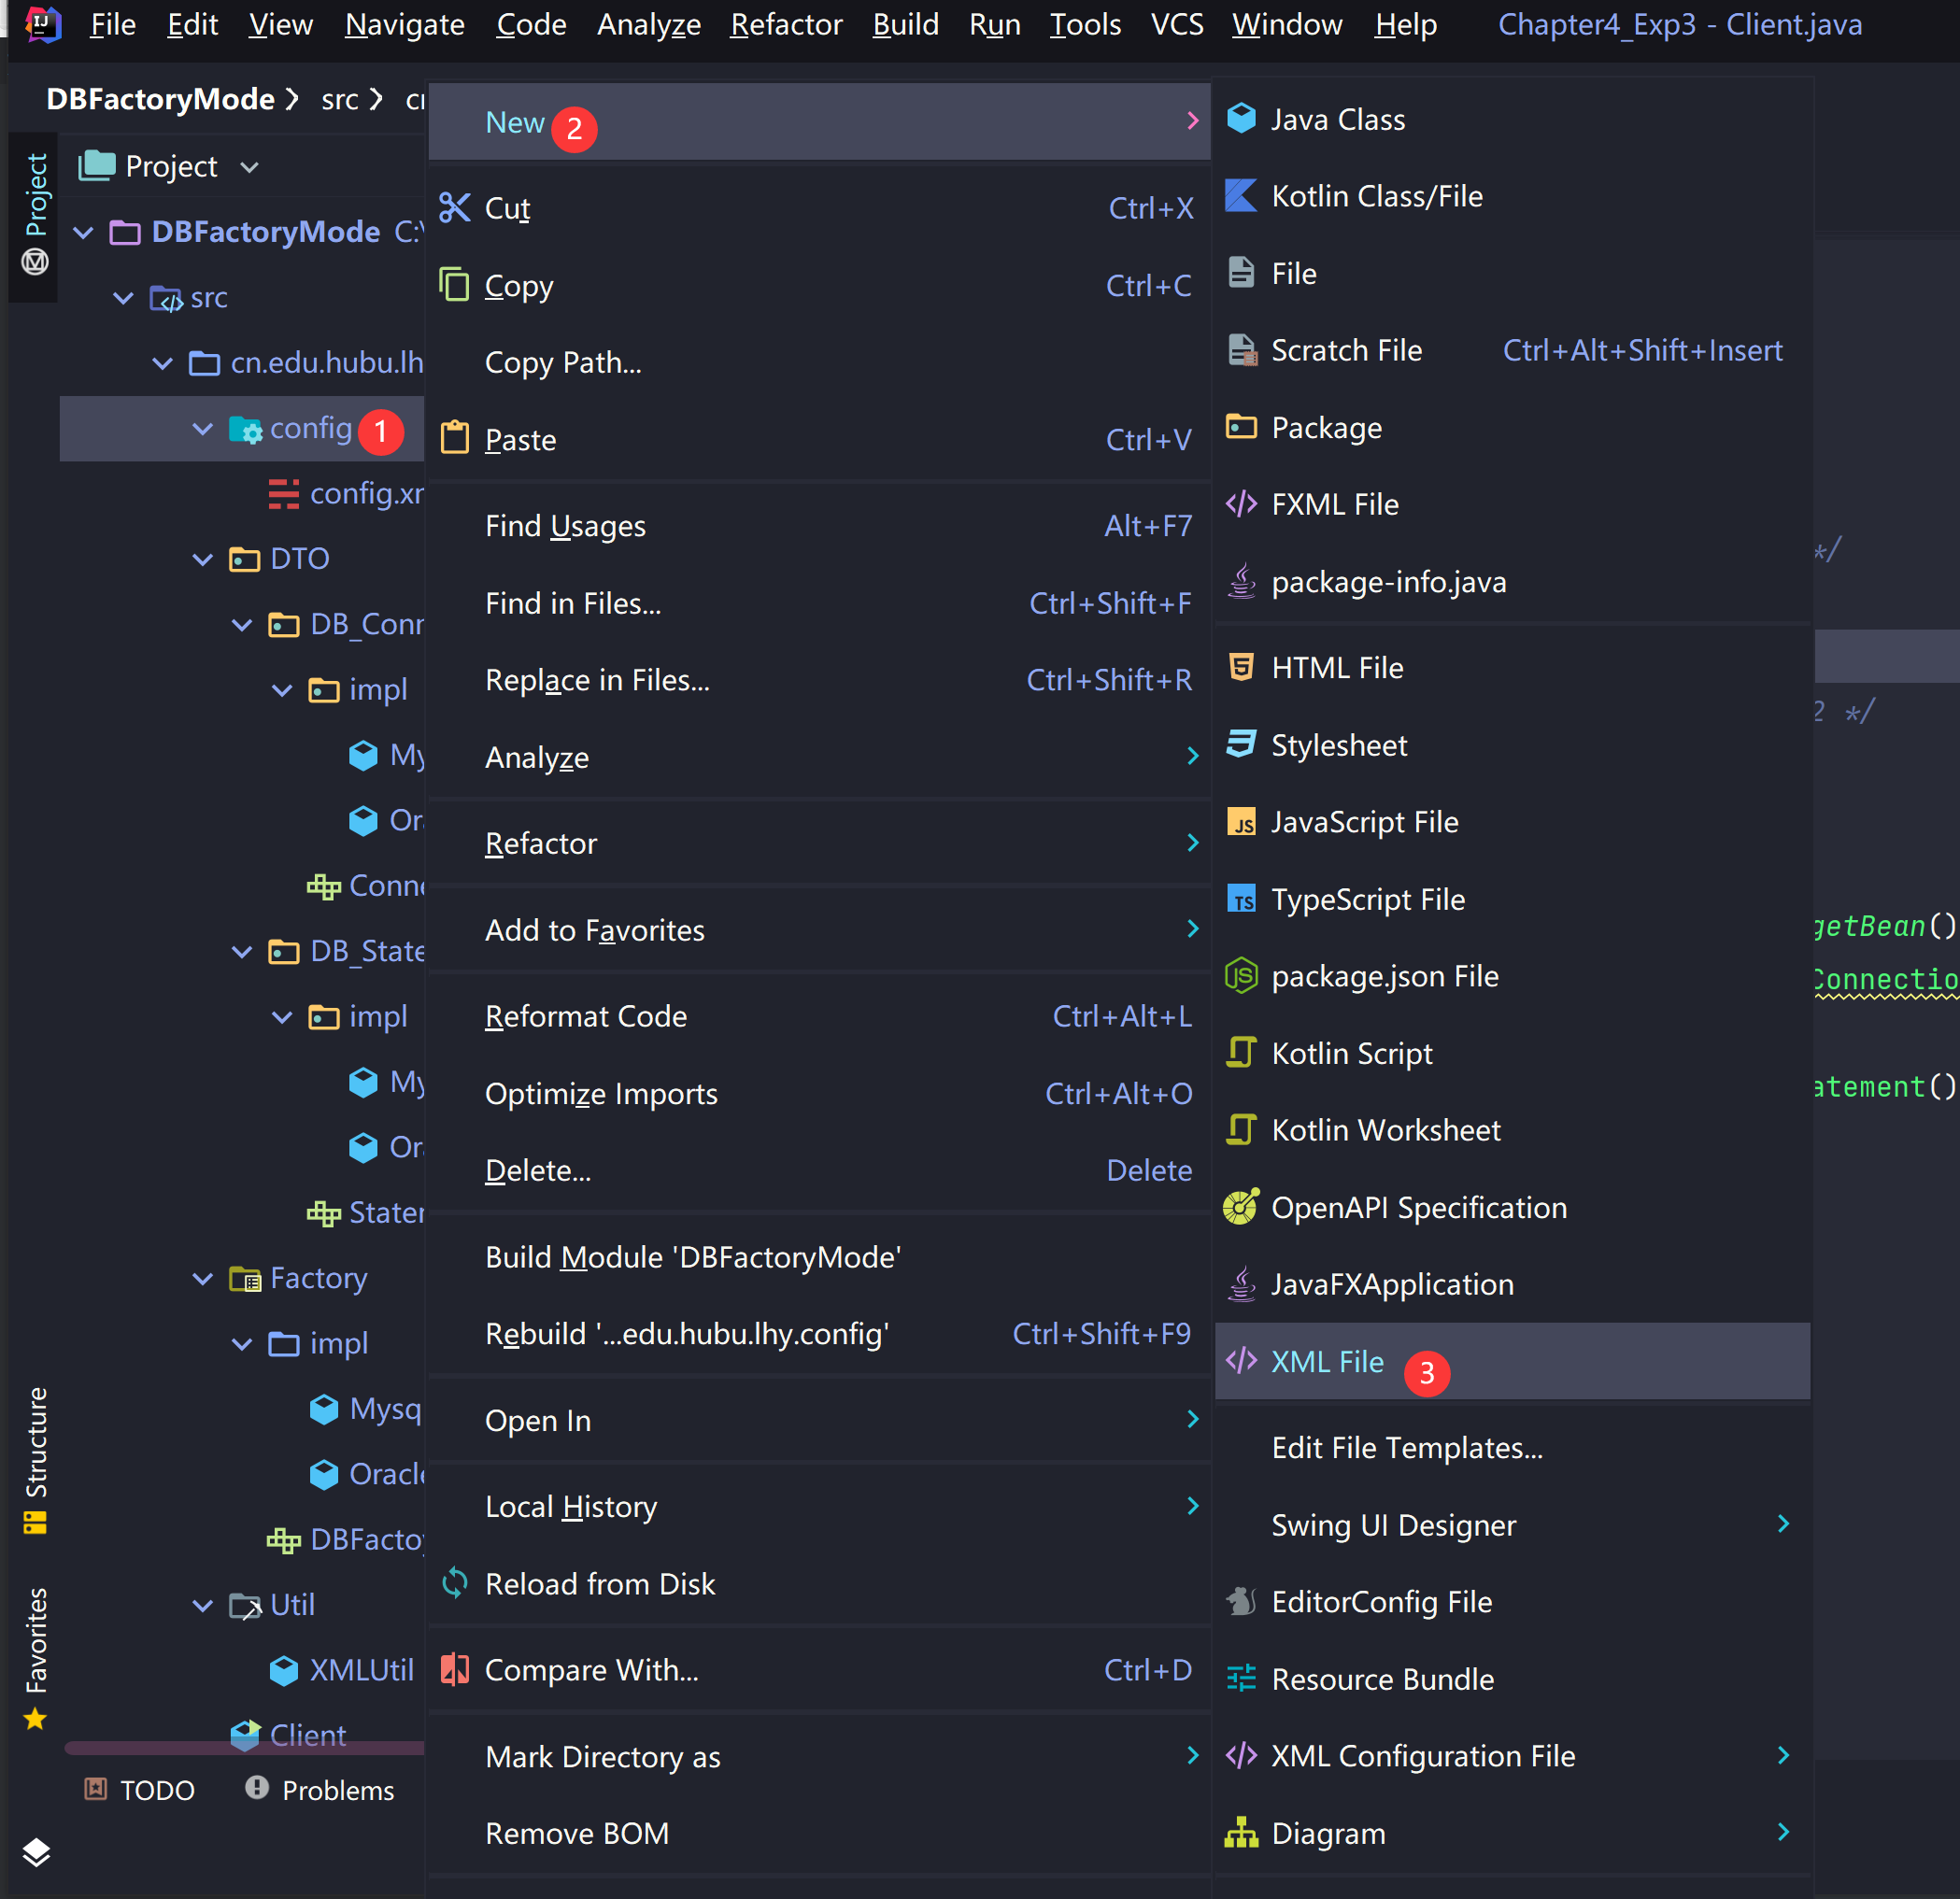 File Edit View Navigate Code Analyze Refactor Build Run Tools VCS Window Help Chapter4_Exp3 - Client.java
DBFactoryMode src
Project
Project
DBFactoryMode
src
cn.edu.hubu.lh
config 1
config.x
DTO
DB_Conn
impl
My
Or
Conne
DB_State
impl
My
Or
State
Factory
impl
Mysq
Oracle
DBFacto
Util
XMLUtil
Client
Structure
Favorites
TODO Problems
New 2
Cut Ctrl+X
Copy Ctrl+C
Copy Path...
Paste Ctrl+V
Find Usages Alt+F7
Find in Files... Ctrl+Shift+F
Replace in Files... Ctrl+Shift+R
Analyze
Refactor
Add to Favorites
Reformat Code Ctrl+Alt+L
Optimize Imports Ctrl+Alt+O
Delete... Delete
Build Module 'DBFactoryMode'
Rebuild '...edu.hubu.lhy.config' Ctrl+Shift+F9
Open In
Local History
Reload from Disk
Compare With... Ctrl+D
Mark Directory as
Remove BOM
Java Class
Kotlin Class/File
File
Scratch File Ctrl+Alt+Shift+Insert
Package
FXML File
package-info.java
HTML File
Stylesheet
JavaScript File
TypeScript File
package.json File
Kotlin Script
Kotlin Worksheet
OpenAPI Specification
JavaFXApplication
XML File 3
Edit File Templates...
Swing UI Designer
EditorConfig File
Resource Bundle
XML Configuration File
Diagram
*/
2 */
getBean()
Connectio
atement()